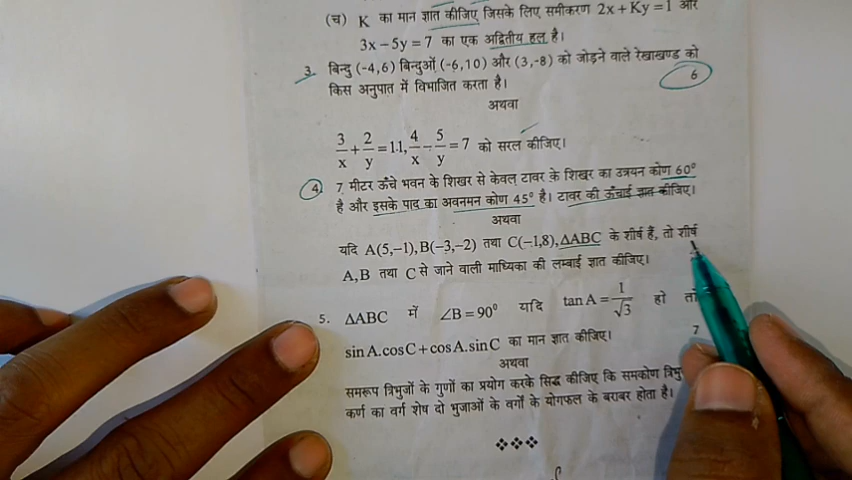 (च) K का मान ज्ञात कीजिए जिसके लिए समीकरण 2x+Ky=1 और
3x-5y=7 का एक अद्वितीय हल है।
3. बिन्दु (-4,6) बिन्दुओं (-6,10) और (3,-8) को जोड़ने वाले रेखाखण्ड को
किस अनुपात में विभाजित करता है। 6
अथवा
3/x + 2/y = 11, 4/x - 5/y = 7 को सरल कीजिए।
4. 7 मीटर ऊँचे भवन के शिखर से केवल टावर के शिखर का उन्नयन कोण 60°
है और इसके पाद का अवनमन कोण 45° है। टावर की ऊँचाई ज्ञात कीजिए।
अथवा
यदि A(5,-1), B(-3,-2) तथा C(-1,8), ΔABC के शीर्ष हैं, तो शीर्ष
A,B तथा C से जाने वाली माध्यिका की लम्बाई ज्ञात कीजिए।
5. ΔABC में ∠B=90° यदि tan A = 1/√3 हो तो
sin A.cos C+cos A.sin C का मान ज्ञात कीजिए। 7
अथवा
समरूप त्रिभुजों के गुणों का प्रयोग करके सिद्ध कीजिए कि समकोण
कर्ण का वर्ग शेष दो भुजाओं के वर्गों के योगफल के बराबर होता है।